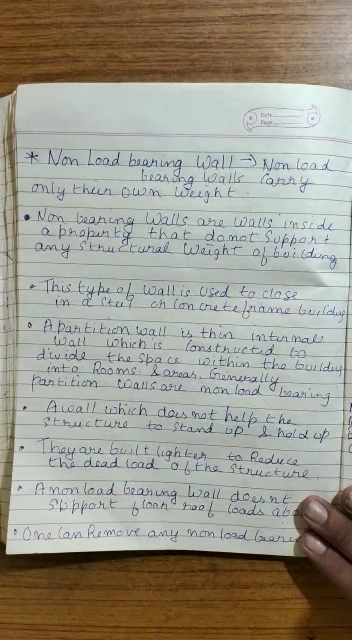 Date
Page
* Non Load bearing Wall → Non load
bearing Walls Carry
only their Own Weight.
• Non bearing Walls are Walls inside
a property that donot Support
any Structural Weight of building
• This type of Wall is Used to close
in a steel or Concrete frame building
• A partition wall is thin internal
wall which is Constructed to
divide the space within the building
into Rooms & areas. Generally
partition Walls are non load bearing
• A wall which does not help the
structure to stand up & hold up
• They are built lighter to Reduce
the dead load of the structure.
• A non load bearing wall doesnt
support floor roof loads abo
• One Can Remove any non load bearin